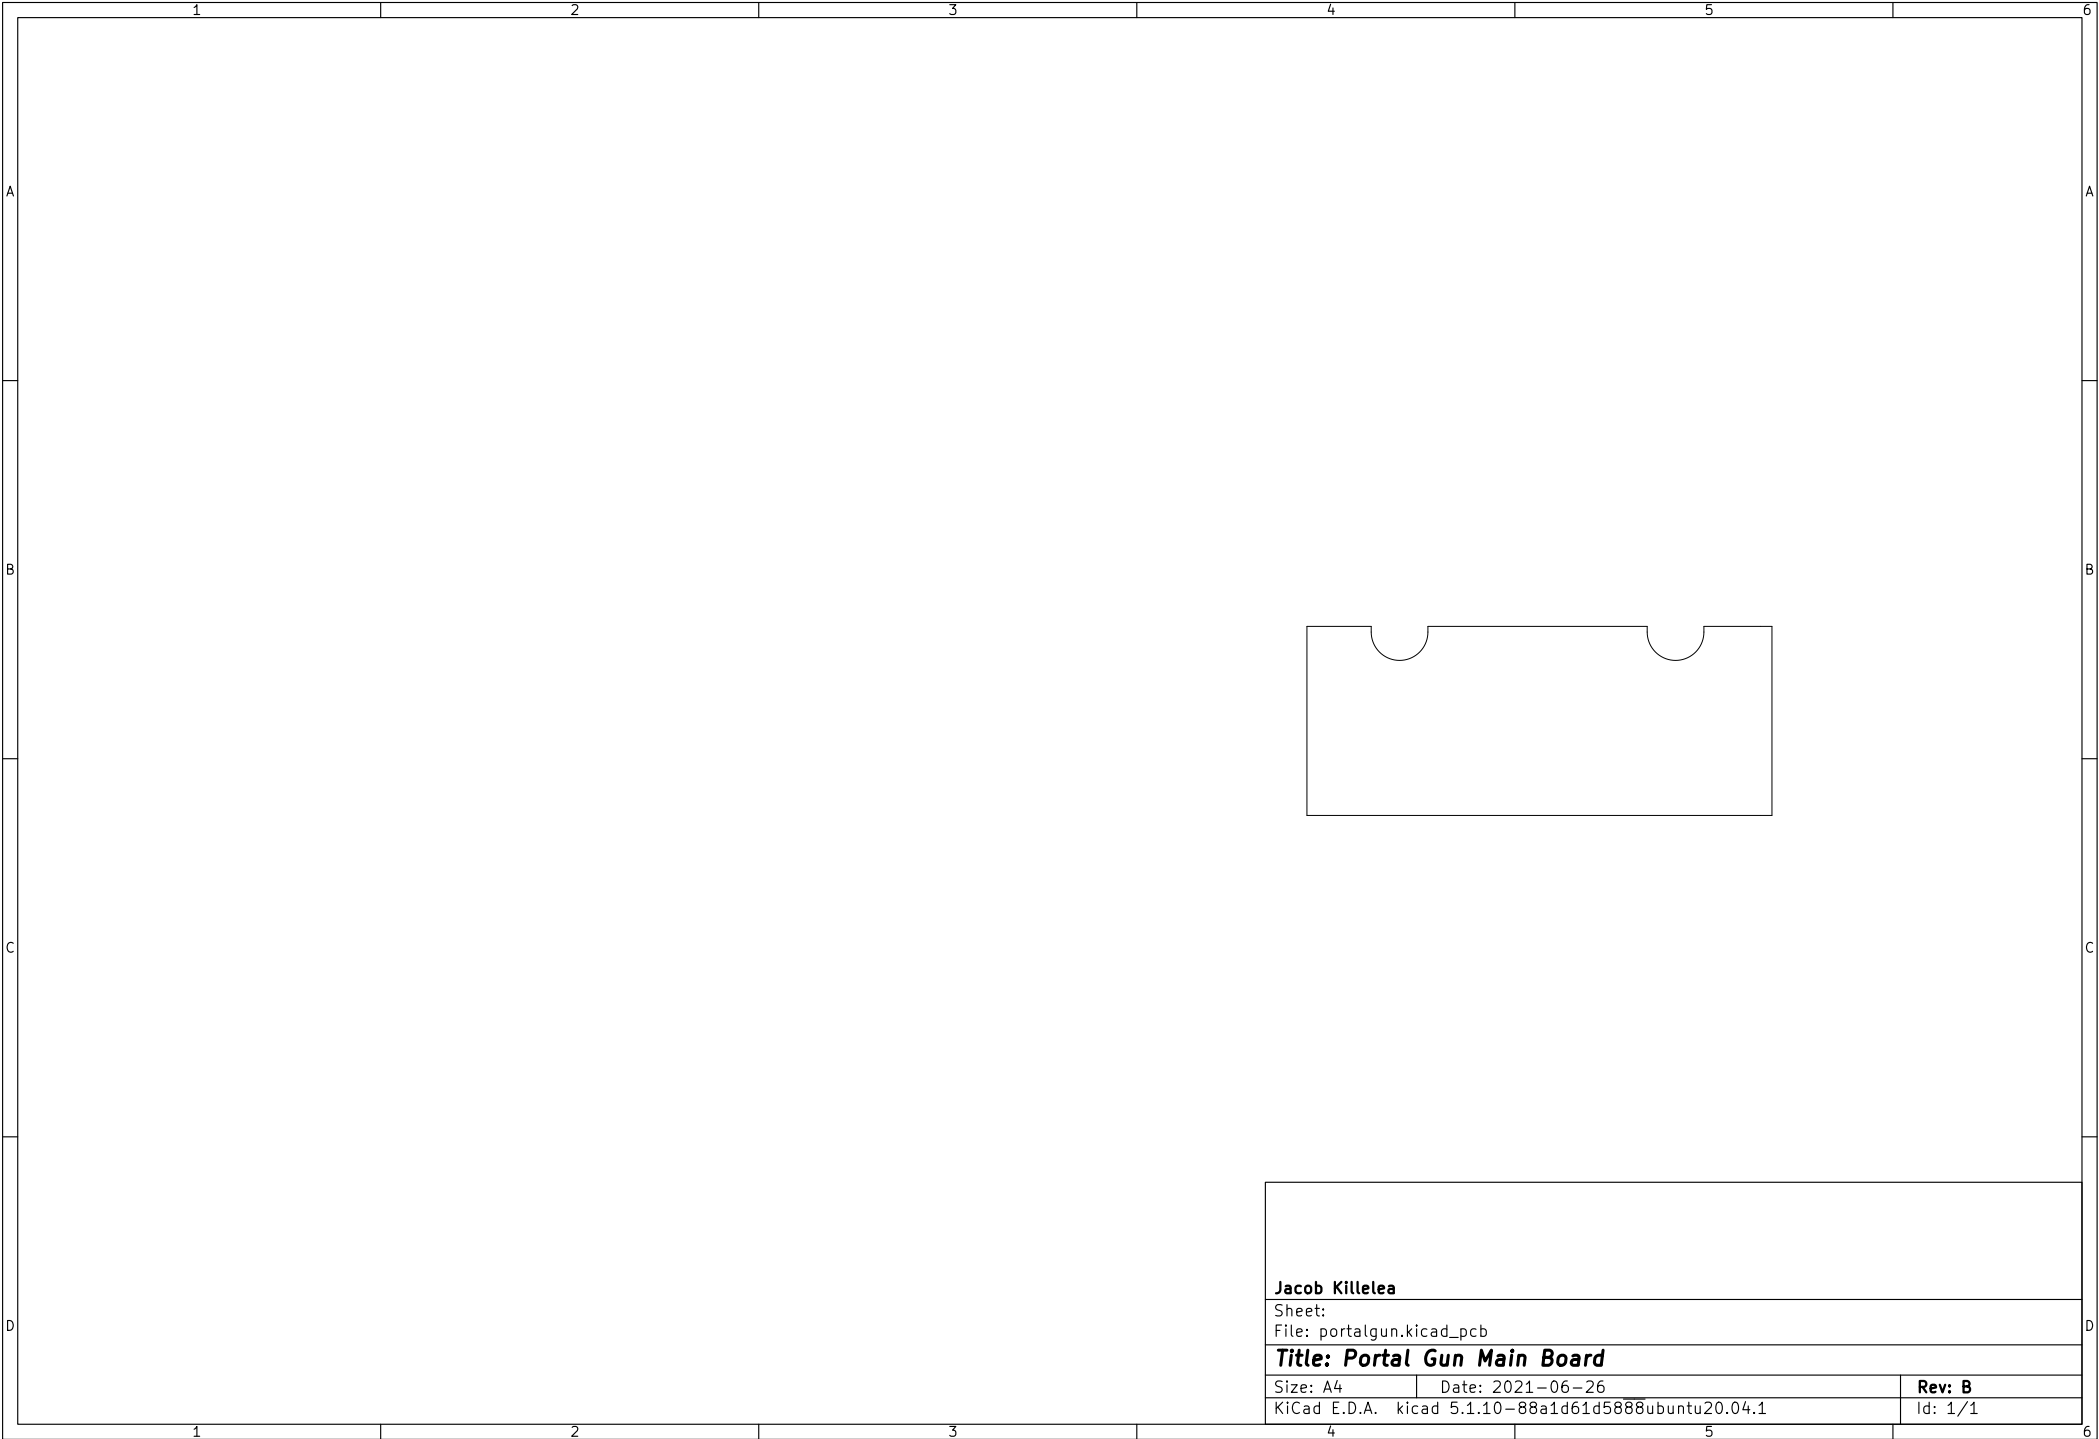 1 2 3 4 5 6
A A
B B
C C
D D
Jacob Killelea
Sheet:
File: portalgun.kicad_pcb
Title: Portal Gun Main Board
Size: A4 Date: 2021-06-26 Rev: B
KiCad E.D.A. kicad 5.1.10-88a1d61d5888ubuntu20.04.1 Id: 1/1
1 2 3 4 5 6